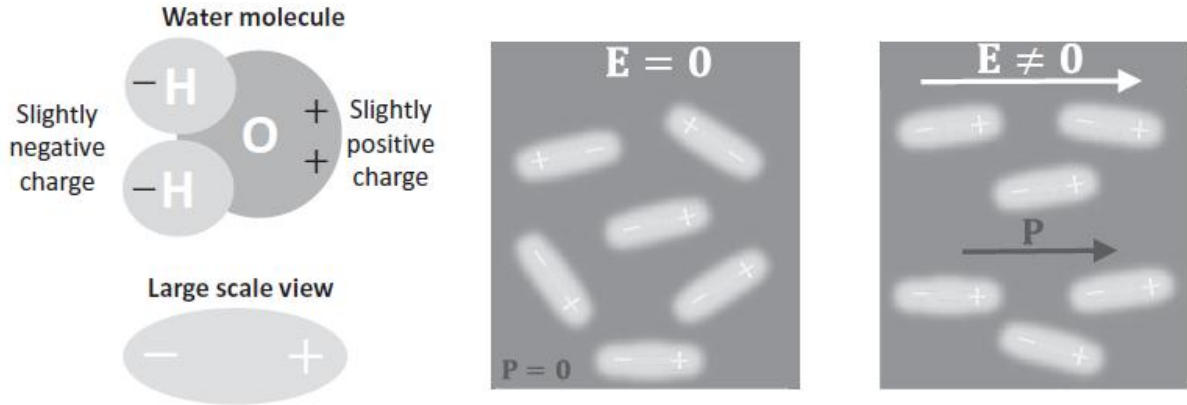 Water molecule
− H
O
+
+
− H
Slightly
negative
charge
Slightly
positive
charge
Large scale view
− +
E = 0
+ −
+ −
− +
− +
− +
− +
P = 0
E ≠ 0
− +
− +
− +
P
− +
− +
− +